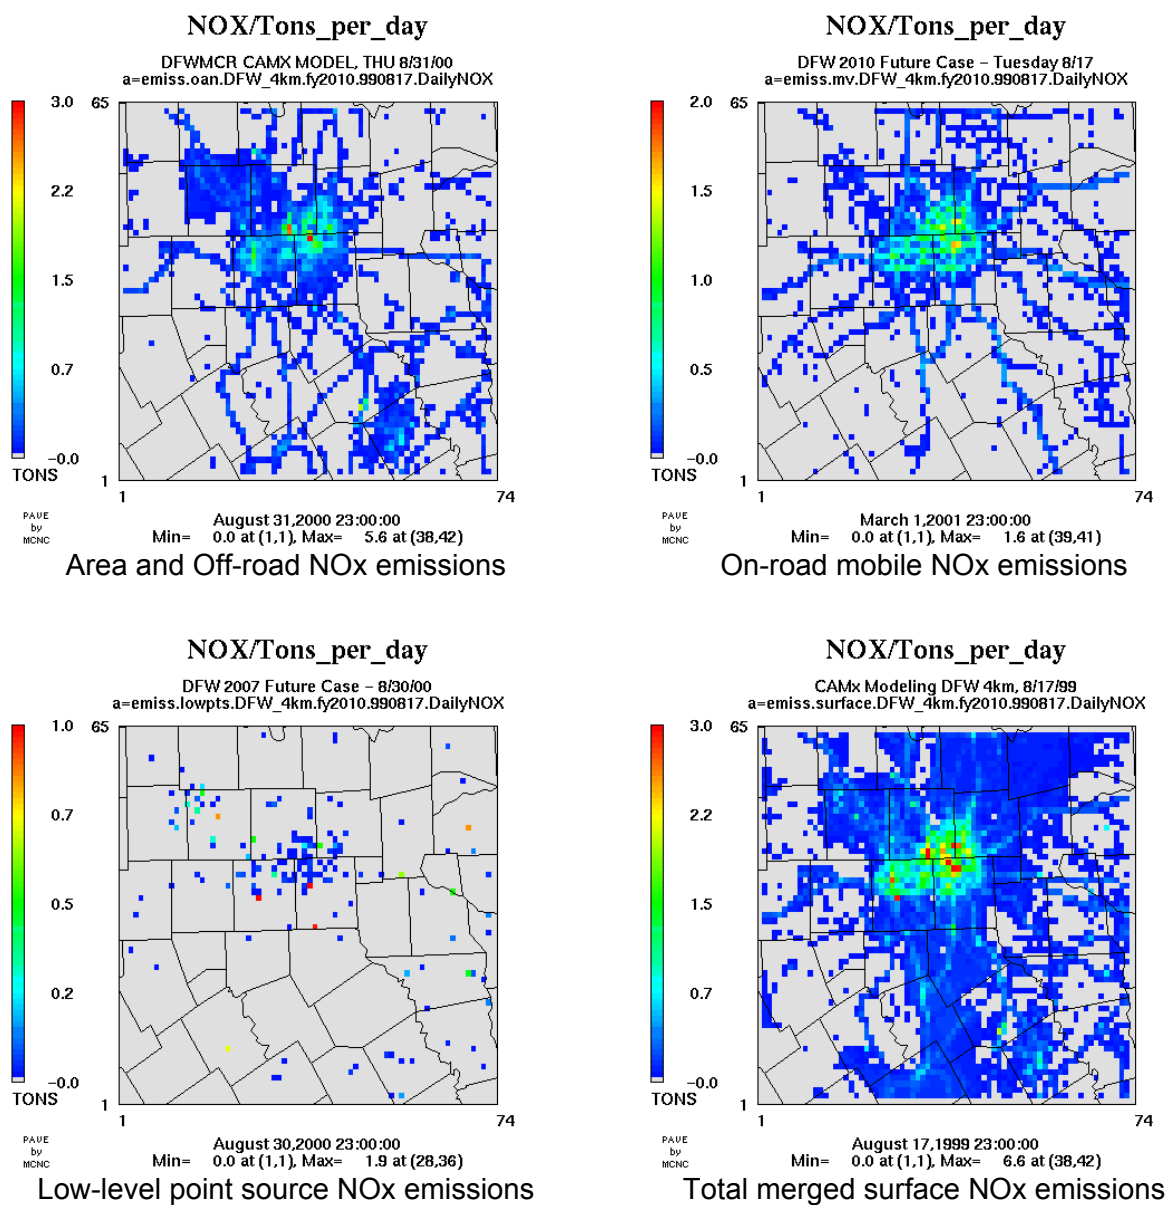 NOX/Tons_per_day
DFWMCR CAMX MODEL, THU 8/31/00
a=emiss.oan.DFW_4km.fy2010.990817.DailyNOX
3.0
2.2
1.5
0.7
-0.0
TONS
65
1
1
74
PAVE
by
MCNC
August 31,2000 23:00:00
Min= 0.0 at (1,1), Max= 5.6 at (38,42)
Area and Off-road NOx emissions
NOX/Tons_per_day
DFW 2010 Future Case – Tuesday 8/17
a=emiss.mv.DFW_4km.fy2010.990817.DailyNOX
2.0
1.5
1.0
0.5
-0.0
TONS
65
1
1
74
PAVE
by
MCNC
March 1,2001 23:00:00
Min= 0.0 at (1,1), Max= 1.6 at (39,41)
On-road mobile NOx emissions
NOX/Tons_per_day
DFW 2007 Future Case – 8/30/00
a=emiss.lowpts.DFW_4km.fy2010.990817.DailyNOX
1.0
0.7
0.5
0.2
-0.0
TONS
65
1
1
74
PAVE
by
MCNC
August 30,2000 23:00:00
Min= 0.0 at (1,1), Max= 1.9 at (28,36)
Low-level point source NOx emissions
NOX/Tons_per_day
CAMx Modeling DFW 4km, 8/17/99
a=emiss.surface.DFW_4km.fy2010.990817.DailyNOX
3.0
2.2
1.5
0.7
-0.0
TONS
65
1
1
74
PAVE
by
MCNC
August 17,1999 23:00:00
Min= 0.0 at (1,1), Max= 6.6 at (38,42)
Total merged surface NOx emissions